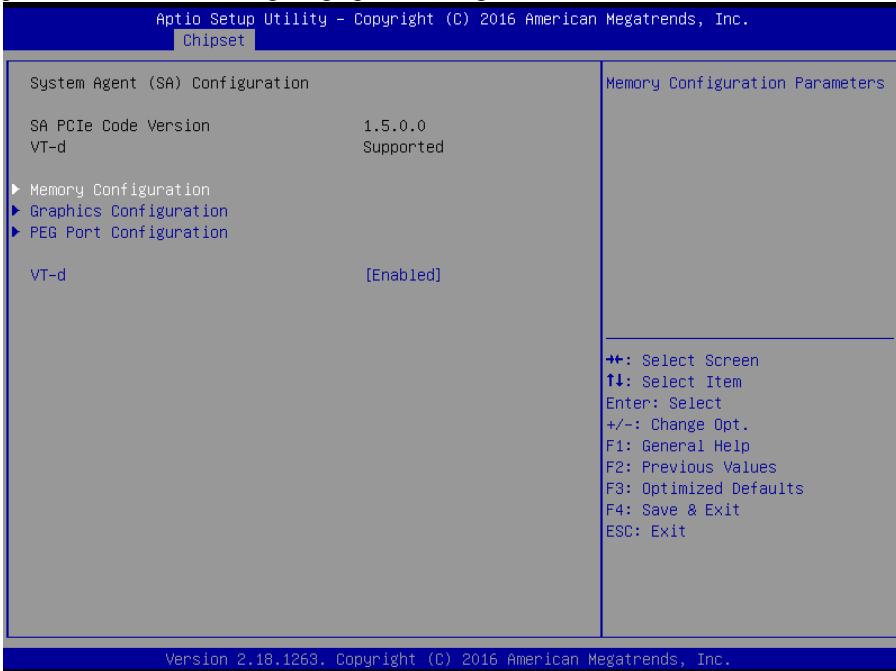 Aptio Setup Utility – Copyright (C) 2016 American Megatrends, Inc.
Chipset
System Agent (SA) Configuration
SA PCIe Code Version 1.5.0.0
VT-d Supported
Memory Configuration
Graphics Configuration
PEG Port Configuration
VT-d [Enabled]
Memory Configuration Parameters
→←: Select Screen
↑↓: Select Item
Enter: Select
+/-: Change Opt.
F1: General Help
F2: Previous Values
F3: Optimized Defaults
F4: Save & Exit
ESC: Exit
Version 2.18.1263. Copyright (C) 2016 American Megatrends, Inc.